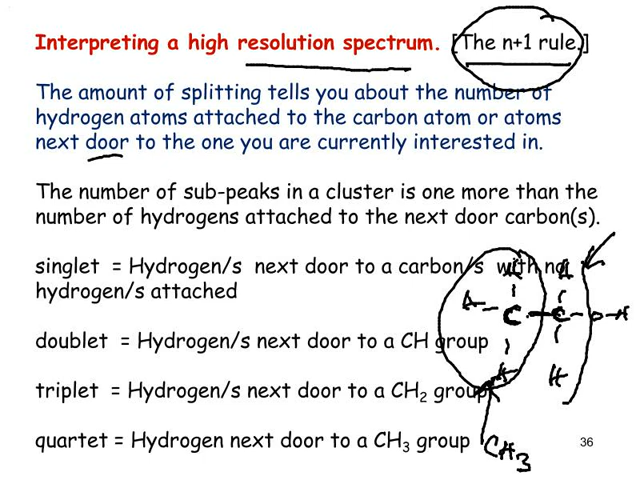 Interpreting a high resolution spectrum. [The n+1 rule.]
The amount of splitting tells you about the number of
hydrogen atoms attached to the carbon atom or atoms
next door to the one you are currently interested in.
The number of sub-peaks in a cluster is one more than the
number of hydrogens attached to the next door carbon(s).
singlet = Hydrogen/s next door to a carbon/s with no
hydrogen/s attached
doublet = Hydrogen/s next door to a CH group
triplet = Hydrogen/s next door to a CH₂ group
quartet = Hydrogen next door to a CH₃ group
H H
H C C O H
H H
CH₃
36